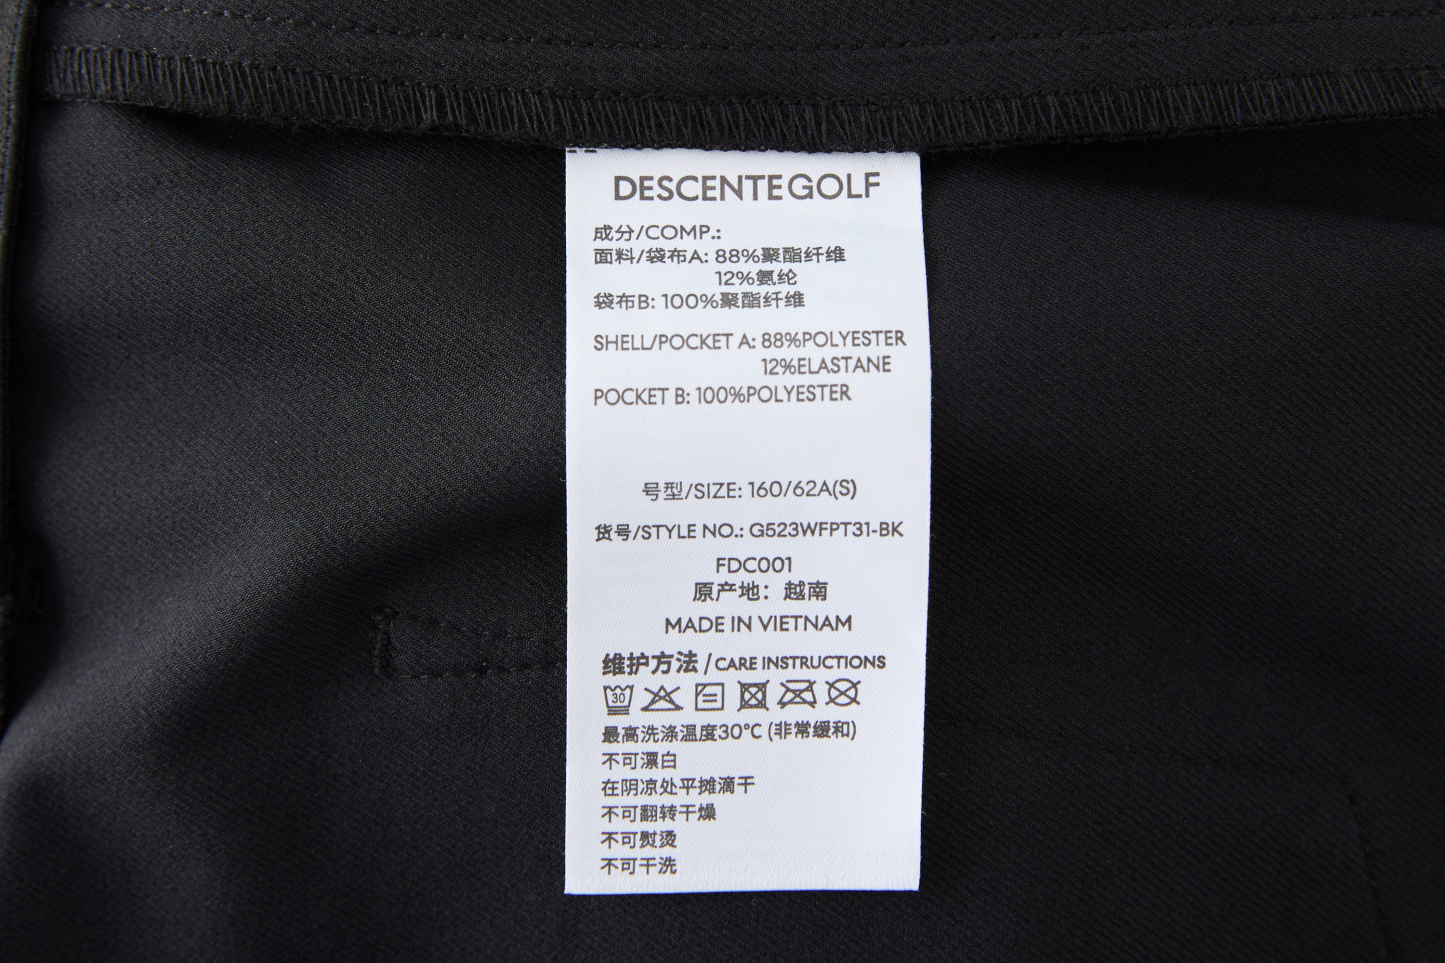 DESCENTE GOLF
成分/COMP.:
面料/袋布A: 88%聚酯纤维
12%氨纶
袋布B: 100%聚酯纤维
SHELL/POCKET A: 88%POLYESTER
12%ELASTANE
POCKET B: 100%POLYESTER
号型/SIZE: 160/62A(S)
货号/STYLE NO.: G523WFPT31-BK
FDC001
原产地：越南
MADE IN VIETNAM
维护方法 / CARE INSTRUCTIONS
30
最高洗涤温度30°C (非常缓和)
不可漂白
在阴凉处平摊滴干
不可翻转干燥
不可熨烫
不可干洗